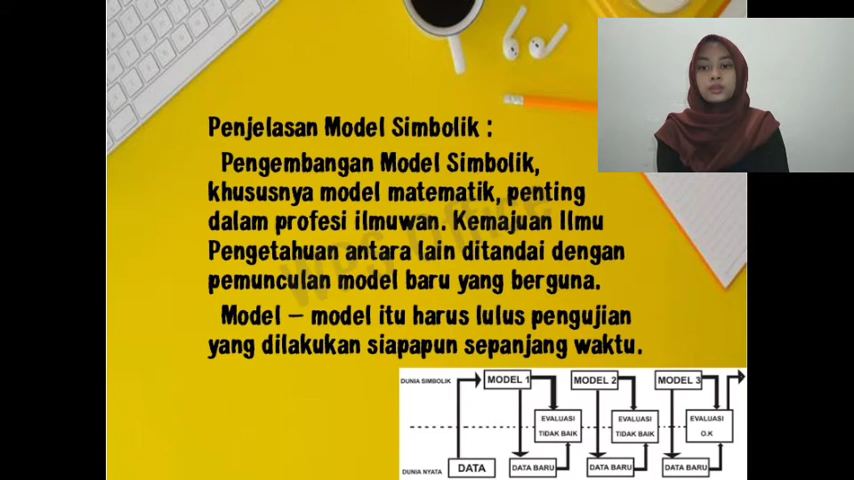 Penjelasan Model Simbolik :
Pengembangan Model Simbolik,
khususnya model matematik, penting
dalam profesi ilmuwan. Kemajuan Ilmu
Pengetahuan antara lain ditandai dengan
pemunculan model baru yang berguna.
Model – model itu harus lulus pengujian
yang dilakukan siapapun sepanjang waktu.
WPS Office
DUNIA SIMBOLIK
MODEL 1
MODEL 2
MODEL 3
EVALUASI
TIDAK BAIK
EVALUASI
TIDAK BAIK
EVALUASI
O.K
DUNIA NYATA
DATA
DATA BARU
DATA BARU
DATA BARU